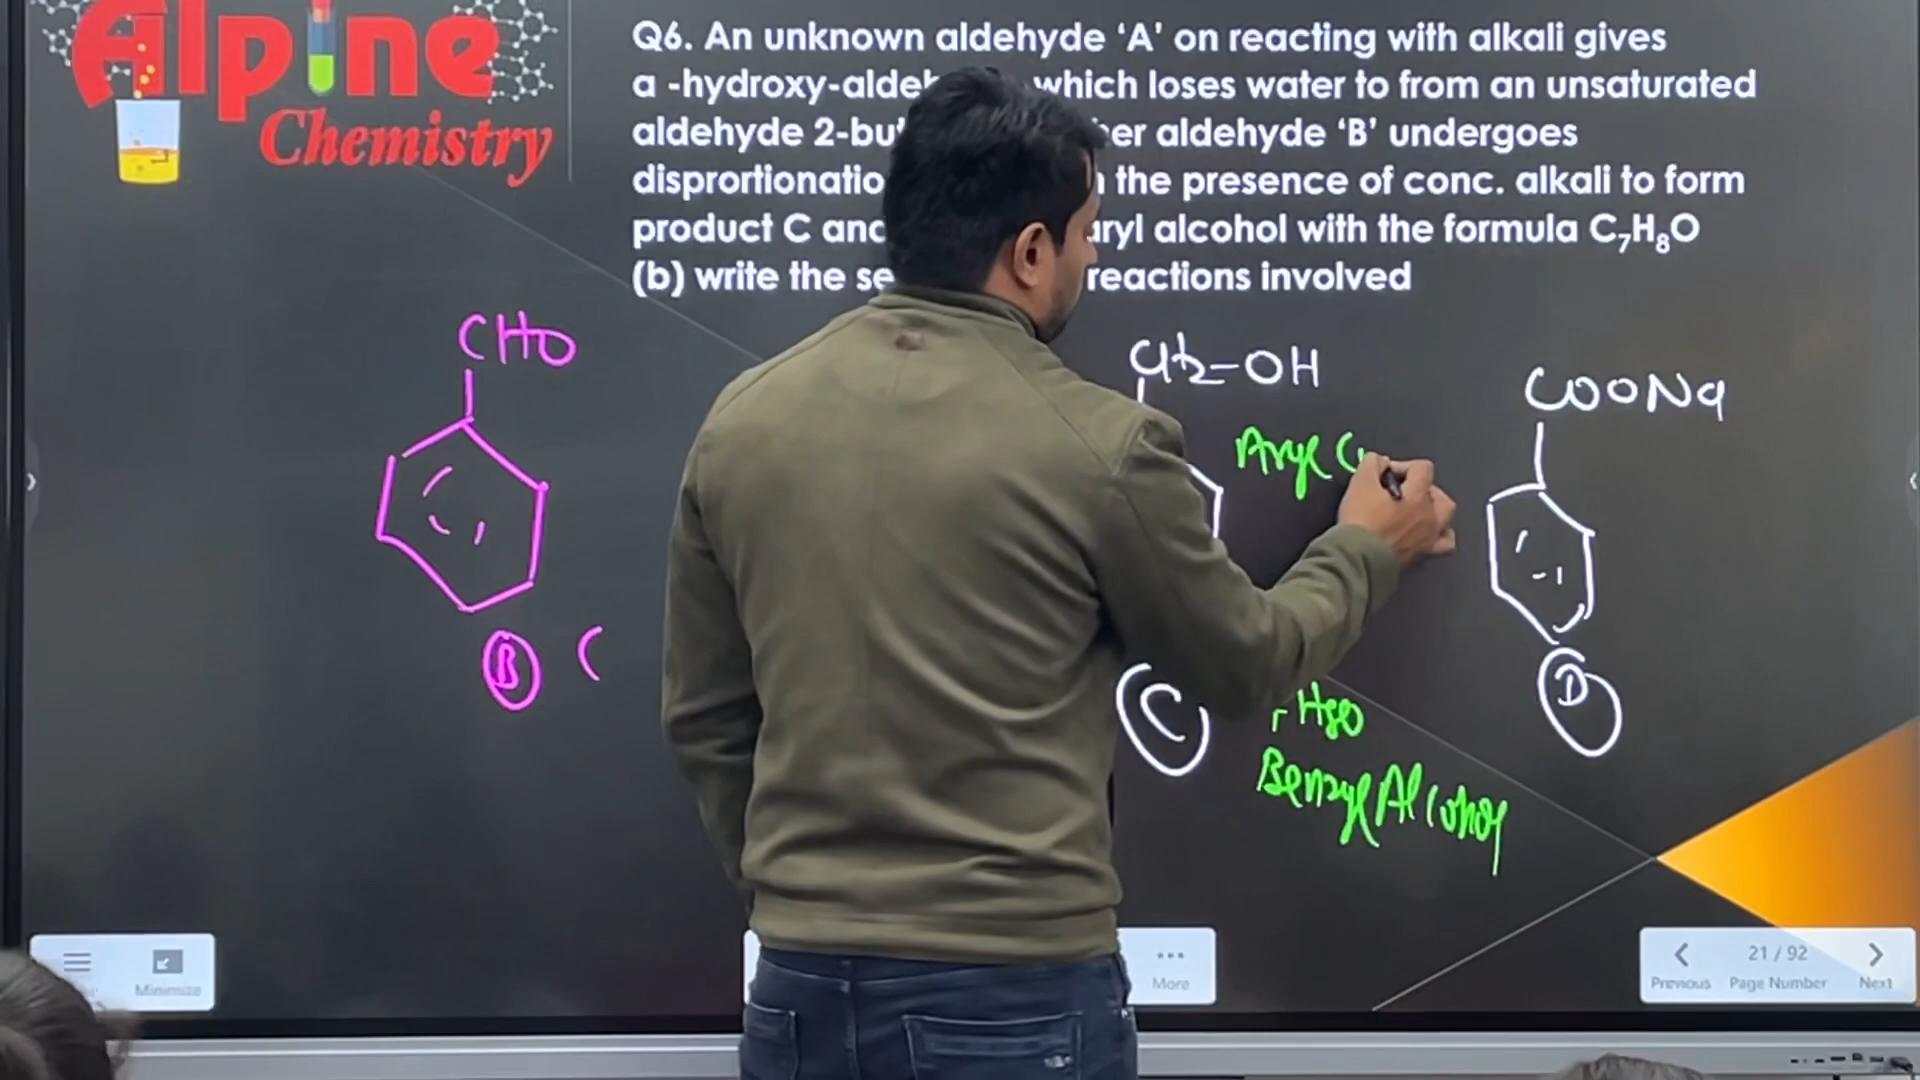 Alpine
Chemistry
Q6. An unknown aldehyde ‘A’ on reacting with alkali gives
a -hydroxy-aldeh which loses water to from an unsaturated
aldehyde 2-bu her aldehyde ‘B’ undergoes
disprortionatio the presence of conc. alkali to form
product C and aryl alcohol with the formula C₇H₈O
(b) write the se reactions involved
CHO
CH₂-OH
COONa
Aryl
B
C
D
H8O
Benzyl Alcohol
Minimize
More
21 / 92
Previous Page Number Next